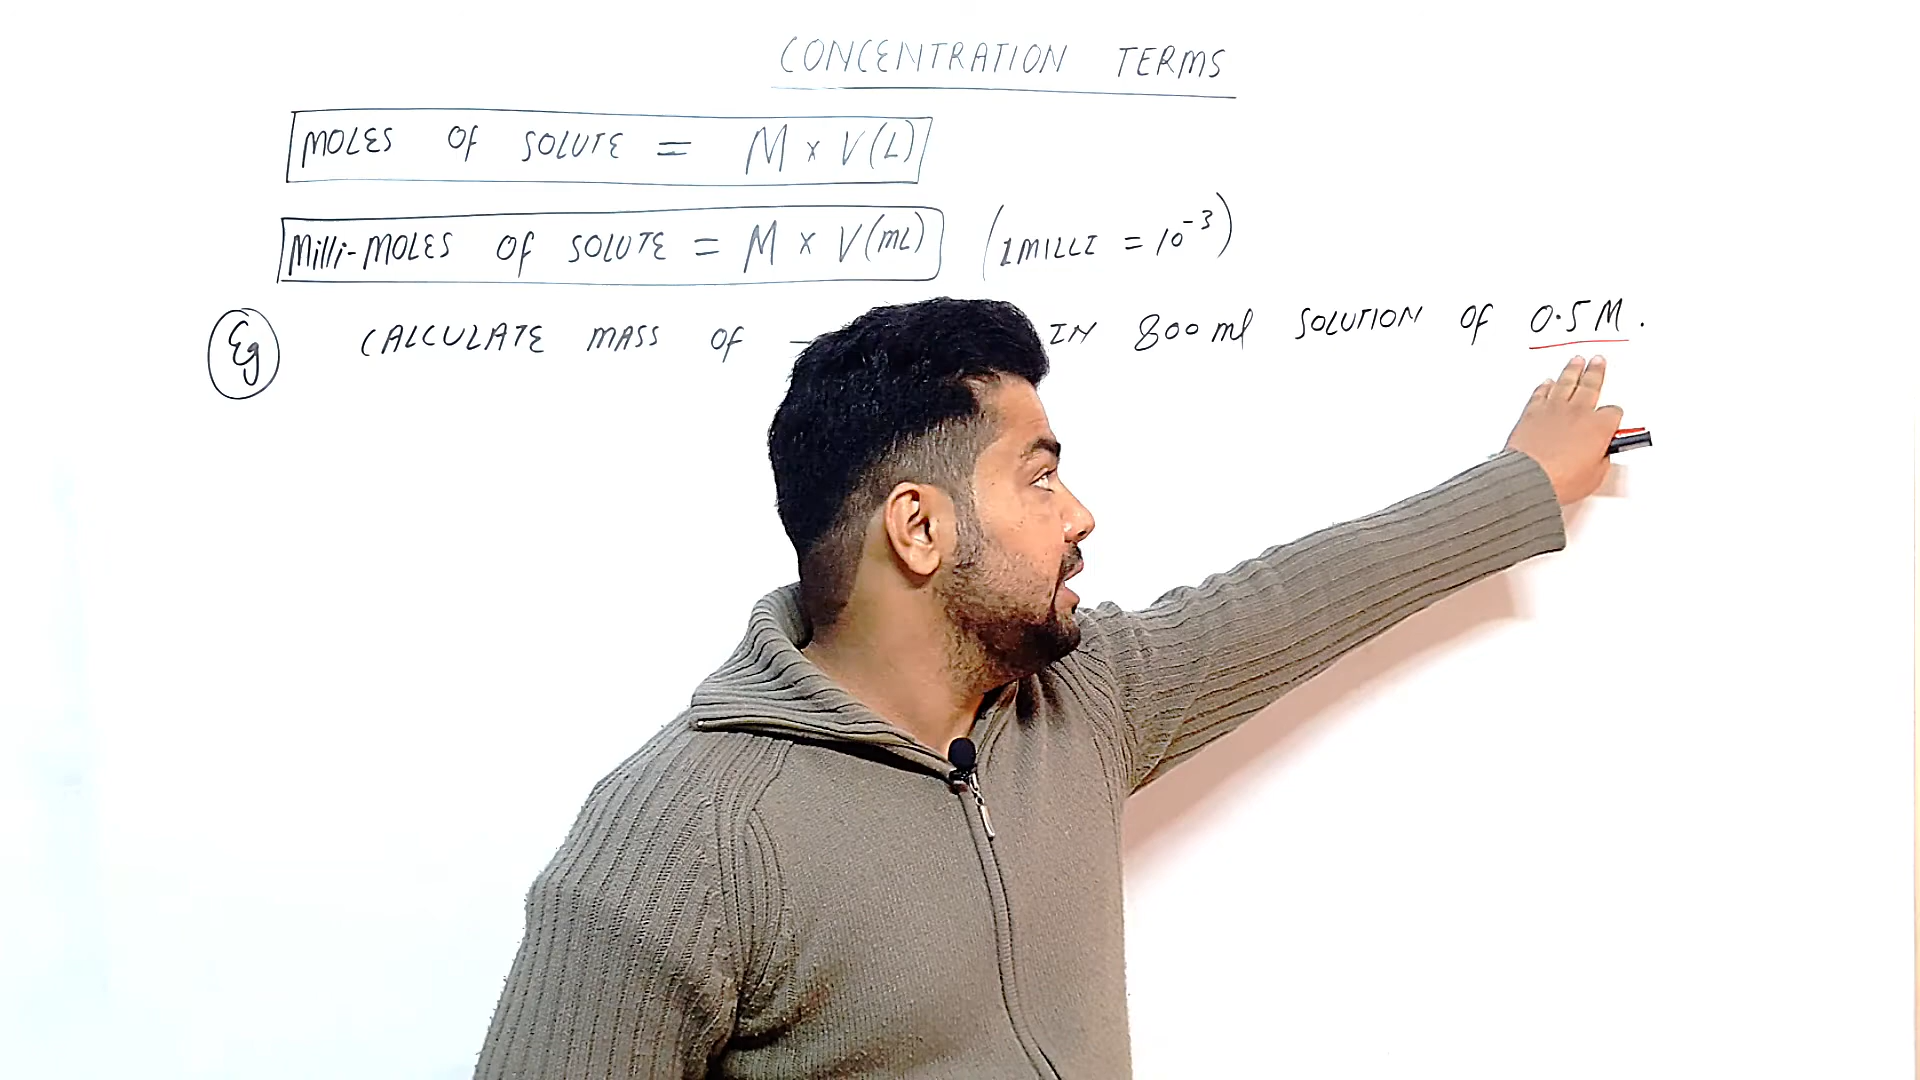 CONCENTRATION TERMS
MOLES OF SOLUTE = M × V(L)
Milli-MOLES OF SOLUTE = M × V(mL) (1 MILLI = 10⁻³)
Eg CALCULATE MASS OF IN 800 ml SOLUTION OF 0.5 M.